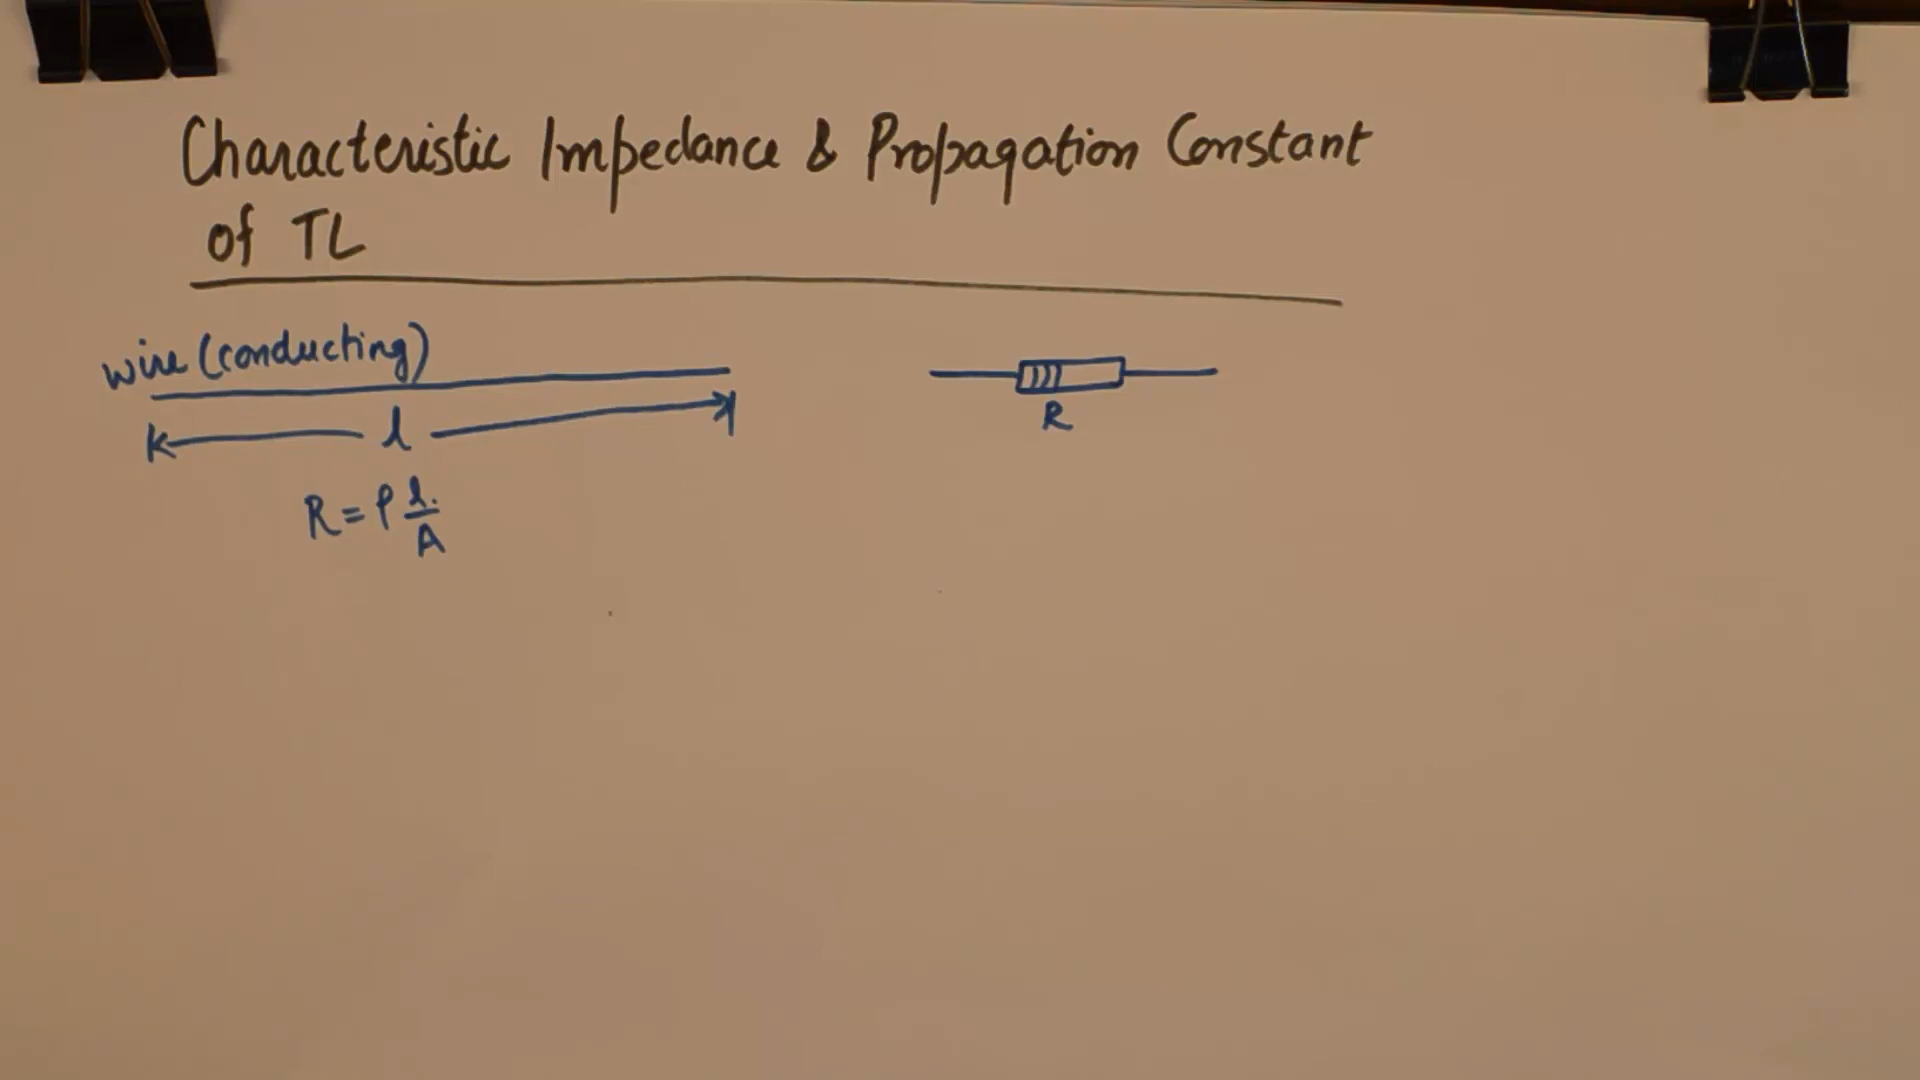 Characteristic Impedance & Propagation Constant
of TL
wire (conducting)
l
R
R = ρ l/A